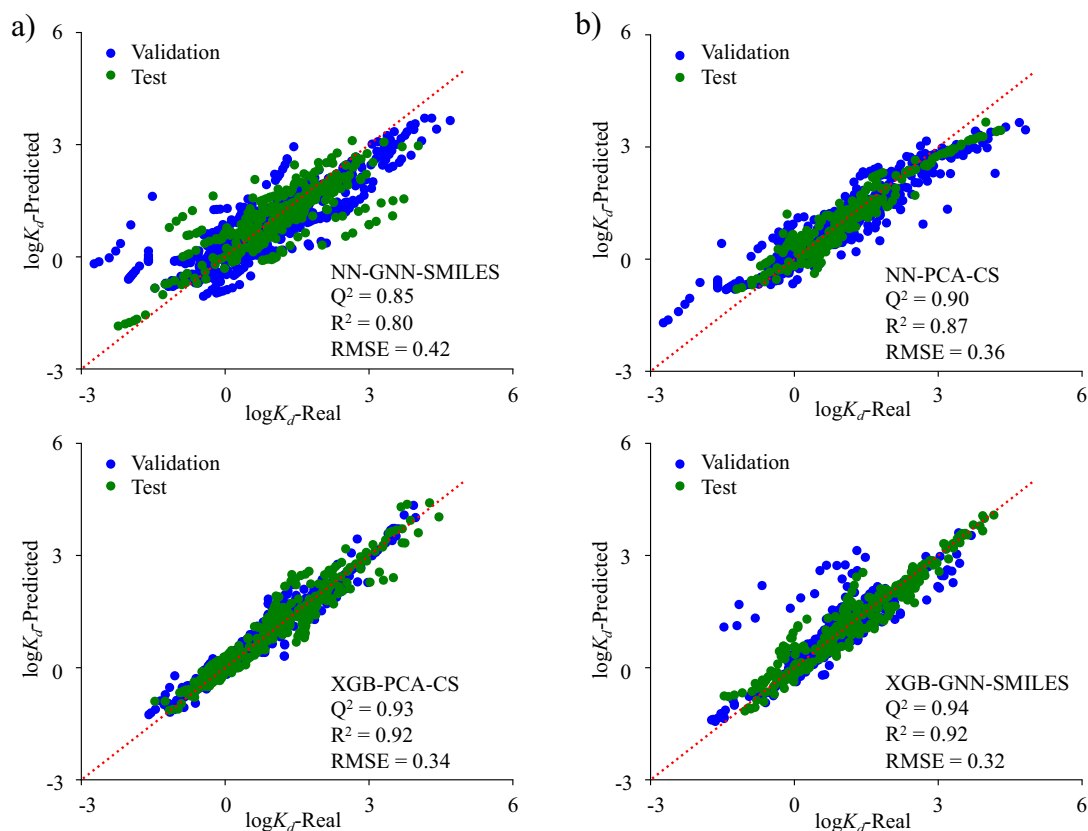 a)
6
Validation
Test
3
0
-3
logK_d-Predicted
NN-GNN-SMILES
Q² = 0.85
R² = 0.80
RMSE = 0.42
-3 0 3 6
logK_d-Real
b)
6
Validation
Test
3
0
-3
logK_d-Predicted
NN-PCA-CS
Q² = 0.90
R² = 0.87
RMSE = 0.36
-3 0 3 6
logK_d-Real
6
Validation
Test
3
0
-3
logK_d-Predicted
XGB-PCA-CS
Q² = 0.93
R² = 0.92
RMSE = 0.34
-3 0 3 6
logK_d-Real
6
Validation
Test
3
0
-3
logK_d-Predicted
XGB-GNN-SMILES
Q² = 0.94
R² = 0.92
RMSE = 0.32
-3 0 3 6
logK_d-Real